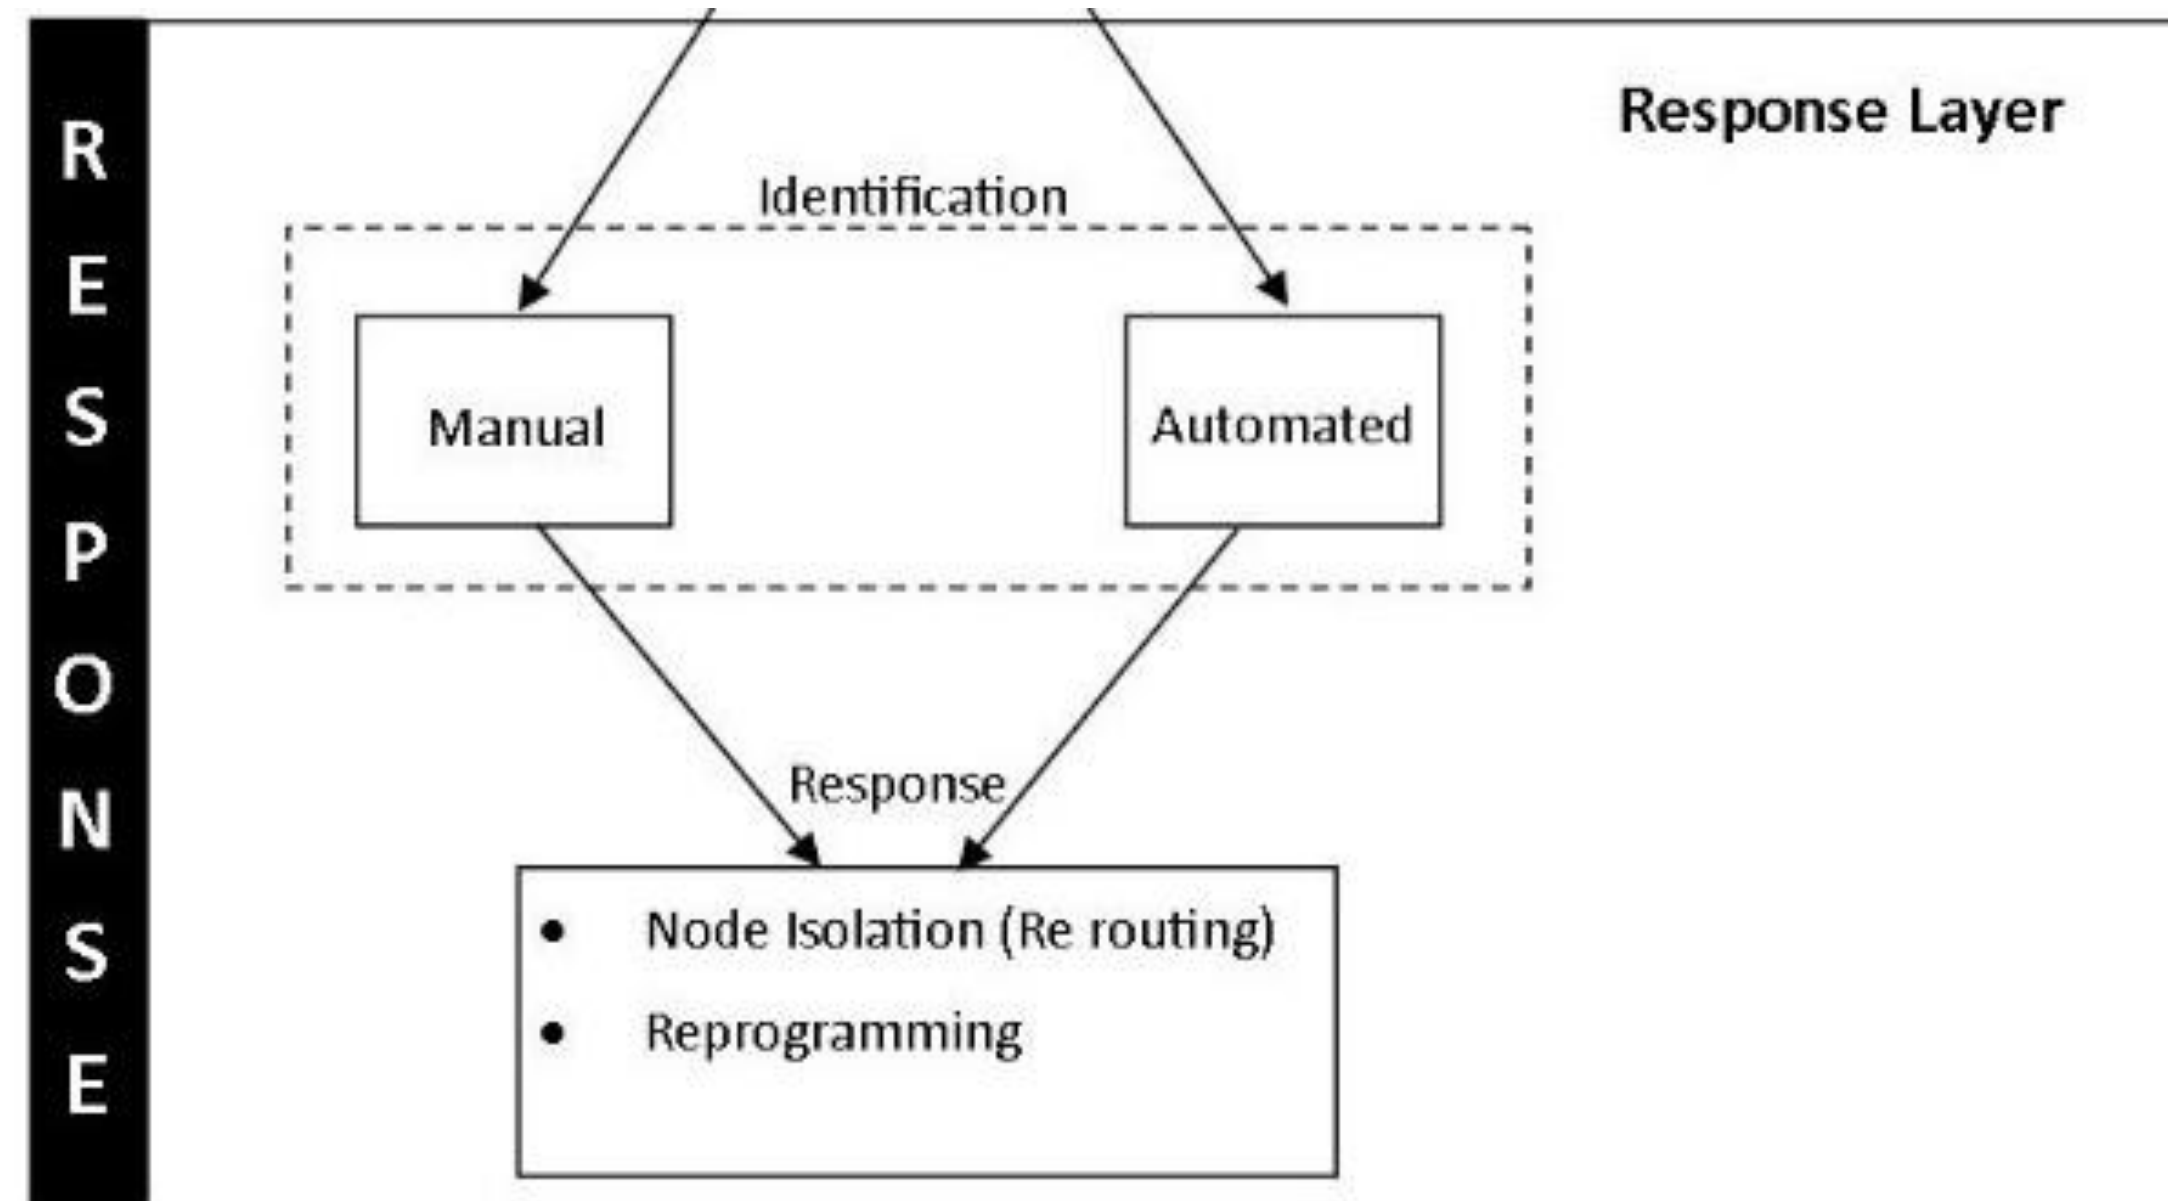 RESPONSE
Response Layer
Identification
Manual
Automated
Response
• Node Isolation (Re routing)
• Reprogramming